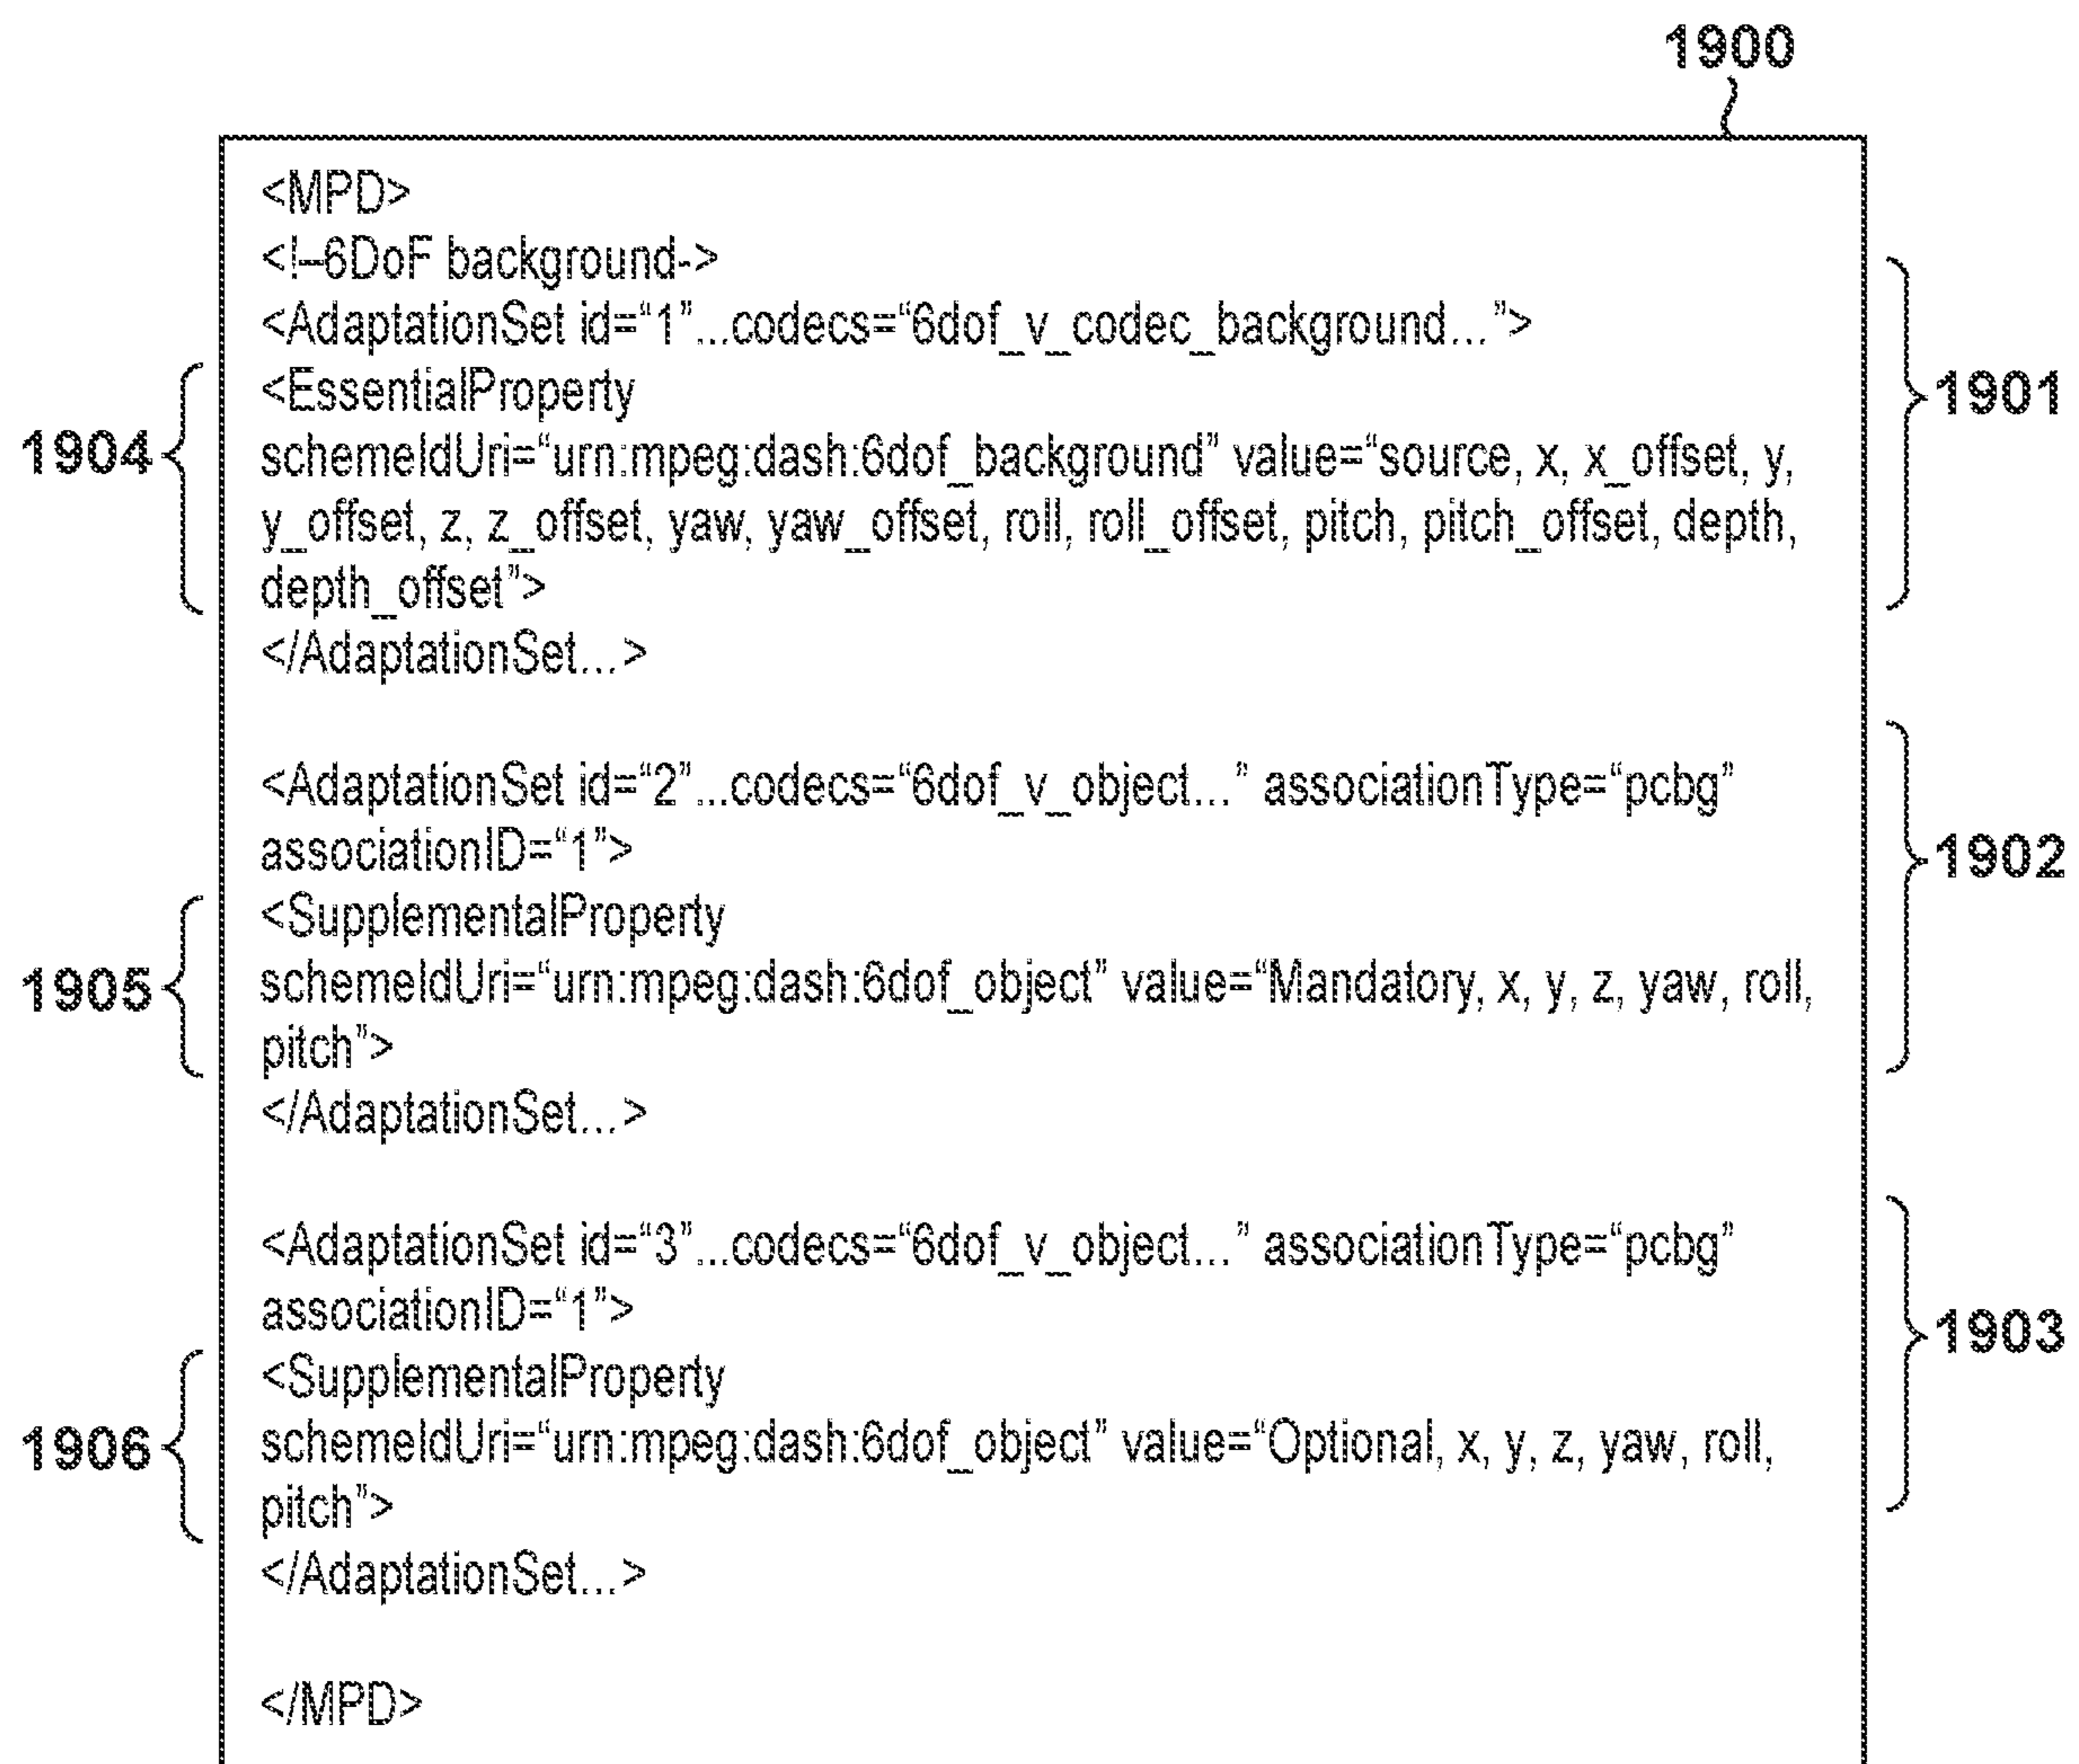 1900
<MPD>
<!–6DoF background->
<AdaptationSet id=“1”...codecs=“6dof_v_codec_background...”>
1901
<EssentialProperty
1904
schemeIdUri=“urn:mpeg:dash:6dof_background” value=“source, x, x_offset, y,
y_offset, z, z_offset, yaw, yaw_offset, roll, roll_offset, pitch, pitch_offset, depth,
depth_offset”>
</AdaptationSet...>
<AdaptationSet id=“2”...codecs=“6dof_v_object...” associationType=“pcbg”
associationID=“1”>
1902
<SupplementalProperty
1905
schemeIdUri=“urn:mpeg:dash:6dof_object” value=“Mandatory, x, y, z, yaw, roll,
pitch”>
</AdaptationSet...>
<AdaptationSet id=“3”...codecs=“6dof_v_object...” associationType=“pcbg”
associationID=“1”>
1903
<SupplementalProperty
1906
schemeIdUri=“urn:mpeg:dash:6dof_object” value=“Optional, x, y, z, yaw, roll,
pitch”>
</AdaptationSet...>
</MPD>